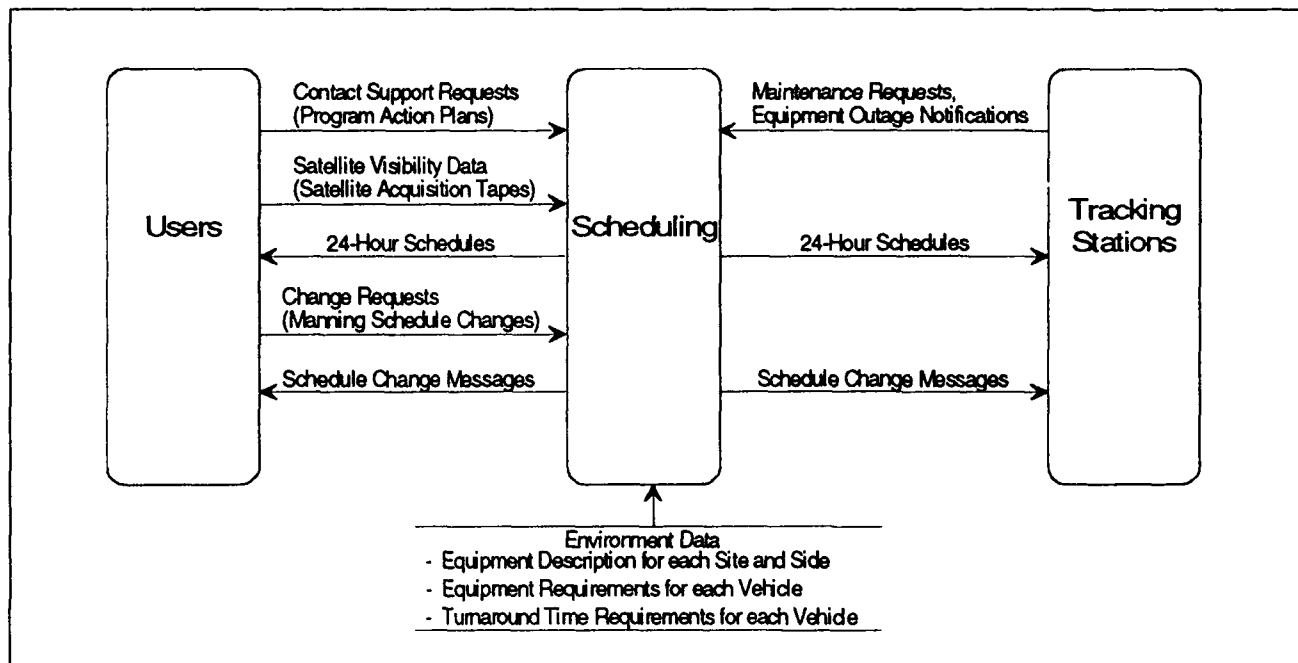 Contact Support Requests
(Program Action Plans)
Maintenance Requests,
Equipment Outage Notifications
Satellite Visibility Data
(Satellite Acquisition Tapes)
Users
Scheduling
Tracking
Stations
24-Hour Schedules
24-Hour Schedules
Change Requests
(Manning Schedule Changes)
Schedule Change Messages
Schedule Change Messages
Environment Data
- Equipment Description for each Site and Side
- Equipment Requirements for each Vehicle
- Turnaround Time Requirements for each Vehicle